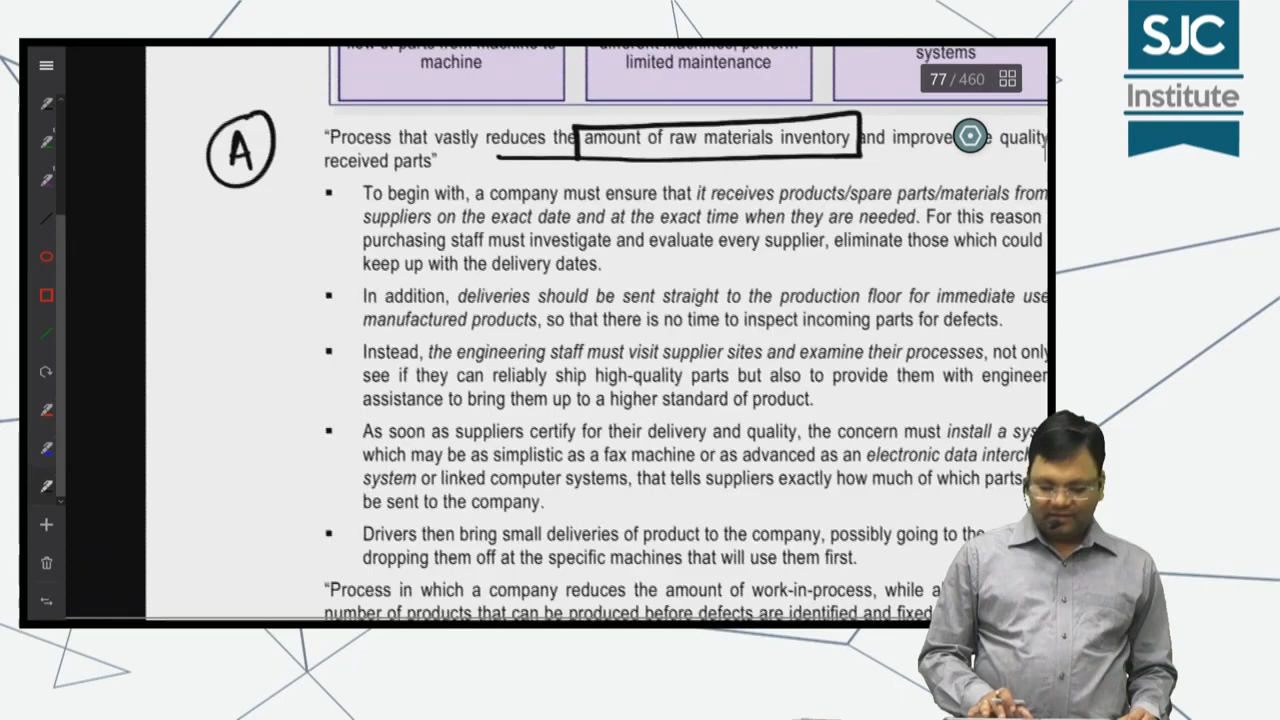 SJC
Institute
flow of parts from machine to
machine
different machines, perform
limited maintenance
systems
77 / 460
A
“Process that vastly reduces the amount of raw materials inventory and improve quality
received parts”
▪ To begin with, a company must ensure that it receives products/spare parts/materials from
suppliers on the exact date and at the exact time when they are needed. For this reason
purchasing staff must investigate and evaluate every supplier, eliminate those which could
keep up with the delivery dates.
▪ In addition, deliveries should be sent straight to the production floor for immediate use
manufactured products, so that there is no time to inspect incoming parts for defects.
▪ Instead, the engineering staff must visit supplier sites and examine their processes, not only
see if they can reliably ship high-quality parts but also to provide them with engineer
assistance to bring them up to a higher standard of product.
▪ As soon as suppliers certify for their delivery and quality, the concern must install a sys
which may be as simplistic as a fax machine or as advanced as an electronic data interch
system or linked computer systems, that tells suppliers exactly how much of which parts
be sent to the company.
▪ Drivers then bring small deliveries of product to the company, possibly going to the
dropping them off at the specific machines that will use them first.
“Process in which a company reduces the amount of work-in-process, while al
number of products that can be produced before defects are identified and fixed